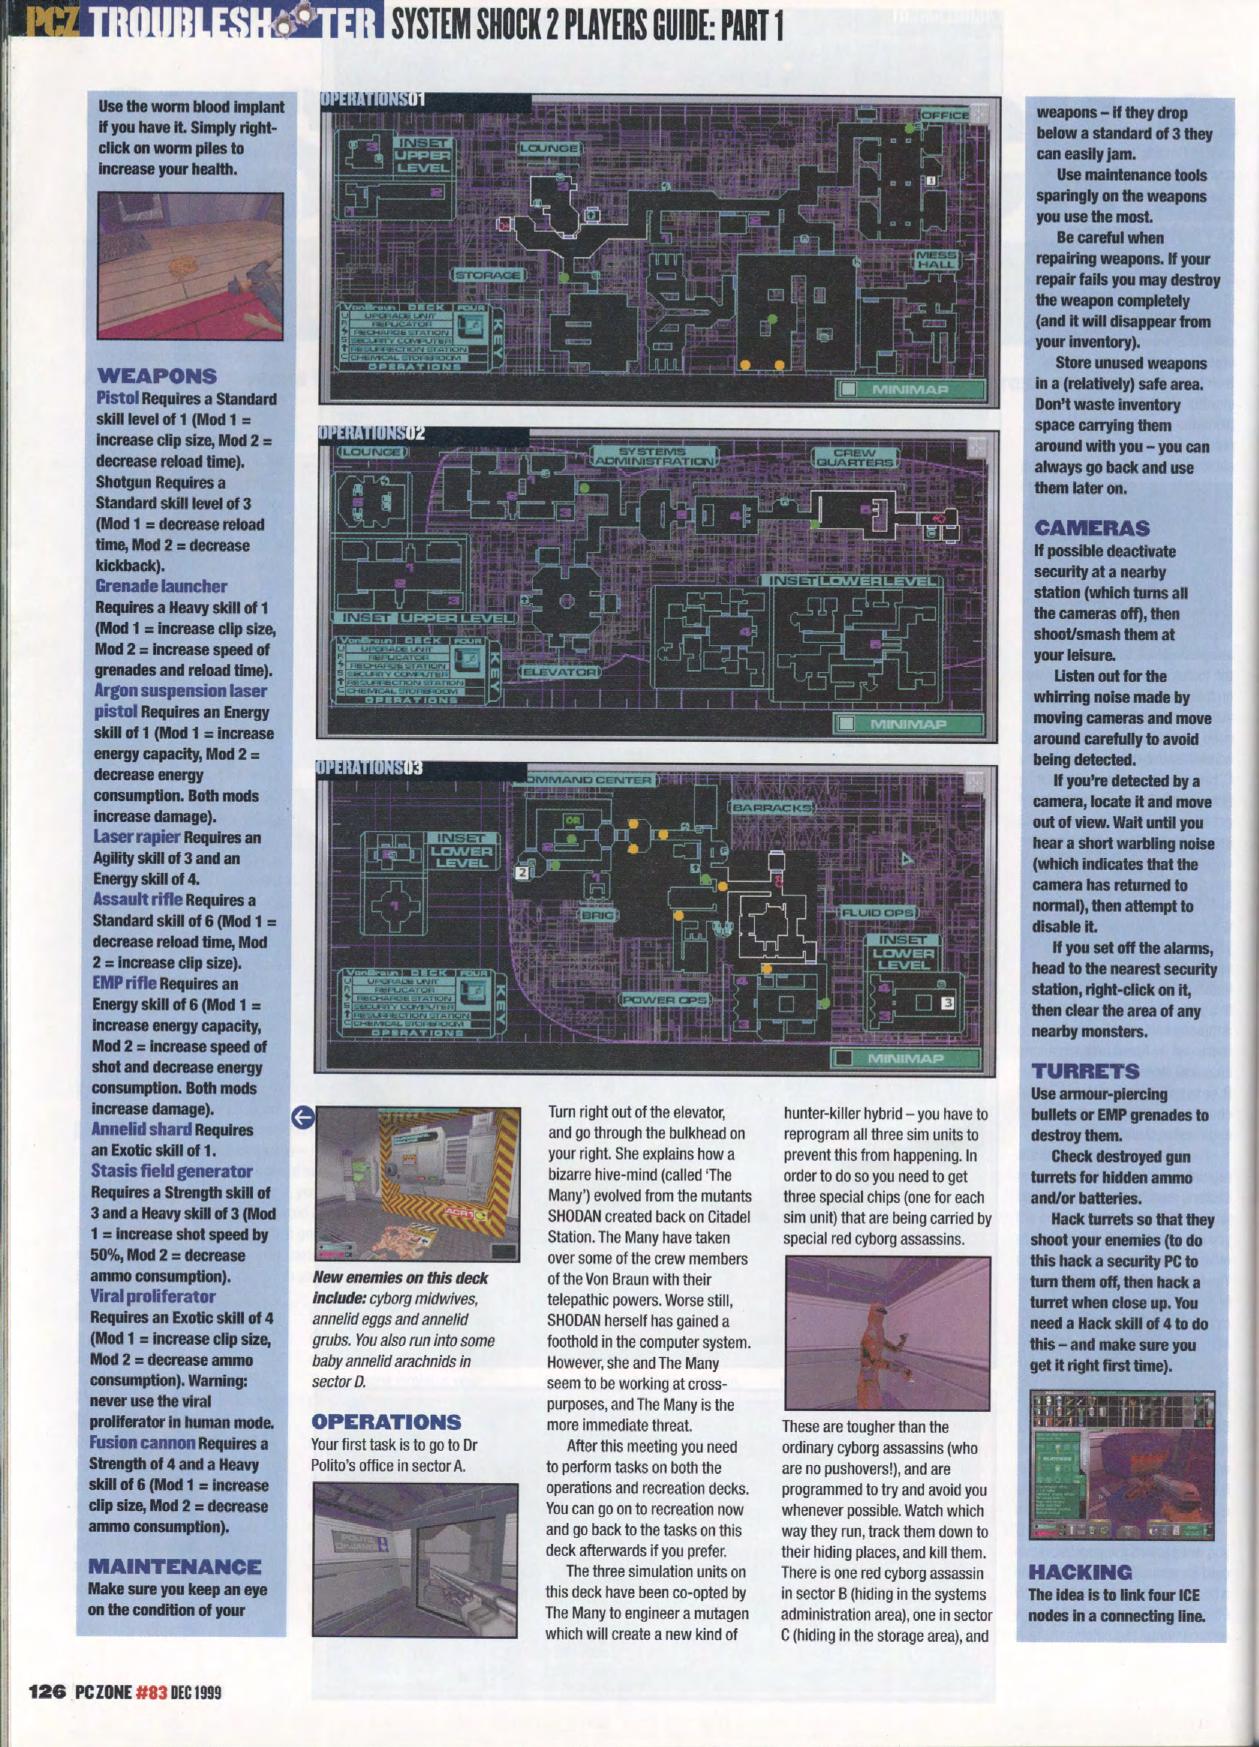 PCZ TROUBLESHOOTER SYSTEM SHOCK 2 PLAYERS GUIDE: PART 1
Use the worm blood implant
if you have it. Simply right-
click on worm piles to
increase your health.
WEAPONS
Pistol Requires a Standard
skill level of 1 (Mod 1 =
increase clip size, Mod 2 =
decrease reload time).
Shotgun Requires a
Standard skill level of 3
(Mod 1 = decrease reload
time, Mod 2 = decrease
kickback).
Grenade launcher
Requires a Heavy skill of 1
(Mod 1 = increase clip size,
Mod 2 = increase speed of
grenades and reload time).
Argon suspension laser
pistol Requires an Energy
skill of 1 (Mod 1 = increase
energy capacity, Mod 2 =
decrease energy
consumption. Both mods
increase damage).
Laser rapier Requires an
Agility skill of 3 and an
Energy skill of 4.
Assault rifle Requires a
Standard skill of 6 (Mod 1 =
decrease reload time, Mod
2 = increase clip size).
EMP rifle Requires an
Energy skill of 6 (Mod 1 =
increase energy capacity,
Mod 2 = increase speed of
shot and decrease energy
consumption. Both mods
increase damage).
Annelid shard Requires
an Exotic skill of 1.
Stasis field generator
Requires a Strength skill of
3 and a Heavy skill of 3 (Mod
1 = increase shot speed by
50%, Mod 2 = decrease
ammo consumption).
Viral proliferator
Requires an Exotic skill of 4
(Mod 1 = increase clip size,
Mod 2 = decrease ammo
consumption). Warning:
never use the viral
proliferator in human mode.
Fusion cannon Requires a
Strength of 4 and a Heavy
skill of 6 (Mod 1 = increase
clip size, Mod 2 = decrease
ammo consumption).
MAINTENANCE
Make sure you keep an eye
on the condition of your
OPERATIONS01
OFFICE
INSET
UPPER
LEVEL
LOUNGE
STORAGE
MESS
HALL
VonBraun DECK FOUR
UPGRADE UNIT
REPLICATOR
RECHARGE STATION
SECURITY COMPUTER
RESURRECTION STATION
CHEMICAL STOREROOM
OPERATIONS
KEY
MINIMAP
OPERATIONS02
LOUNGE
SYSTEMS
ADMINISTRATION
CREW
QUARTERS
INSET LOWER LEVEL
INSET UPPER LEVEL
ELEVATOR
VonBraun DECK FOUR
UPGRADE UNIT
REPLICATOR
RECHARGE STATION
SECURITY COMPUTER
RESURRECTION STATION
CHEMICAL STOREROOM
OPERATIONS
KEY
MINIMAP
OPERATIONS03
OMMAND CENTER
BARRACKS
INSET
LOWER
LEVEL
BRIG
FLUID OPS
INSET
LOWER
LEVEL
POWER OPS
VonBraun DECK FOUR
UPGRADE UNIT
REPLICATOR
RECHARGE STATION
SECURITY COMPUTER
RESURRECTION STATION
CHEMICAL STOREROOM
OPERATIONS
KEY
MINIMAP
New enemies on this deck
include: cyborg midwives,
annelid eggs and annelid
grubs. You also run into some
baby annelid arachnids in
sector D.
OPERATIONS
Your first task is to go to Dr
Polito's office in sector A.
Turn right out of the elevator,
and go through the bulkhead on
your right. She explains how a
bizarre hive-mind (called 'The
Many') evolved from the mutants
SHODAN created back on Citadel
Station. The Many have taken
over some of the crew members
of the Von Braun with their
telepathic powers. Worse still,
SHODAN herself has gained a
foothold in the computer system.
However, she and The Many
seem to be working at cross-
purposes, and The Many is the
more immediate threat.
After this meeting you need
to perform tasks on both the
operations and recreation decks.
You can go on to recreation now
and go back to the tasks on this
deck afterwards if you prefer.
The three simulation units on
this deck have been co-opted by
The Many to engineer a mutagen
which will create a new kind of
hunter-killer hybrid – you have to
reprogram all three sim units to
prevent this from happening. In
order to do so you need to get
three special chips (one for each
sim unit) that are being carried by
special red cyborg assassins.
These are tougher than the
ordinary cyborg assassins (who
are no pushovers!), and are
programmed to try and avoid you
whenever possible. Watch which
way they run, track them down to
their hiding places, and kill them.
There is one red cyborg assassin
in sector B (hiding in the systems
administration area), one in sector
C (hiding in the storage area), and
weapons – if they drop
below a standard of 3 they
can easily jam.
Use maintenance tools
sparingly on the weapons
you use the most.
Be careful when
repairing weapons. If your
repair fails you may destroy
the weapon completely
(and it will disappear from
your inventory).
Store unused weapons
in a (relatively) safe area.
Don't waste inventory
space carrying them
around with you – you can
always go back and use
them later on.
CAMERAS
If possible deactivate
security at a nearby
station (which turns all
the cameras off), then
shoot/smash them at
your leisure.
Listen out for the
whirring noise made by
moving cameras and move
around carefully to avoid
being detected.
If you're detected by a
camera, locate it and move
out of view. Wait until you
hear a short warbling noise
(which indicates that the
camera has returned to
normal), then attempt to
disable it.
If you set off the alarms,
head to the nearest security
station, right-click on it,
then clear the area of any
nearby monsters.
TURRETS
Use armour-piercing
bullets or EMP grenades to
destroy them.
Check destroyed gun
turrets for hidden ammo
and/or batteries.
Hack turrets so that they
shoot your enemies (to do
this hack a security PC to
turn them off, then hack a
turret when close up. You
need a Hack skill of 4 to do
this – and make sure you
get it right first time).
HACKING
The idea is to link four ICE
nodes in a connecting line.
126 PCZONE #83 DEC 1999